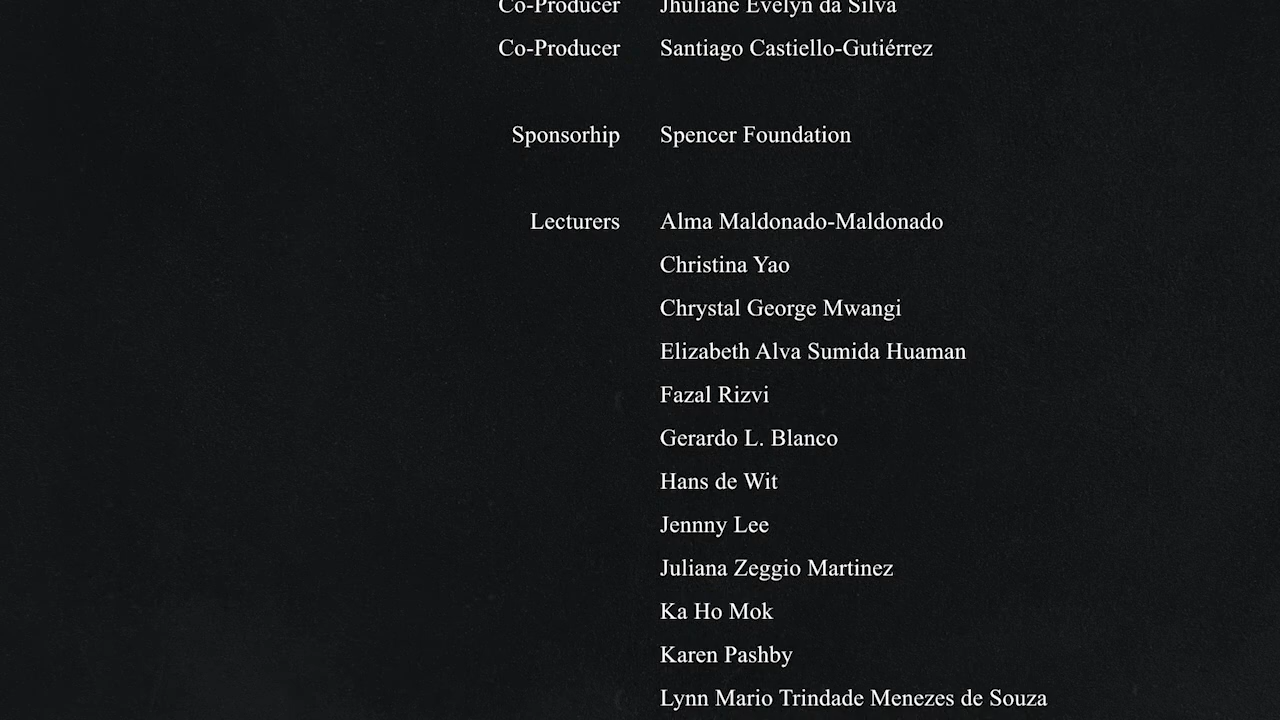 Co-Producer Jhuliane Evelyn da Silva
Co-Producer Santiago Castiello-Gutiérrez
Sponsorhip Spencer Foundation
Lecturers Alma Maldonado-Maldonado
Christina Yao
Chrystal George Mwangi
Elizabeth Alva Sumida Huaman
Fazal Rizvi
Gerardo L. Blanco
Hans de Wit
Jennny Lee
Juliana Zeggio Martinez
Ka Ho Mok
Karen Pashby
Lynn Mario Trindade Menezes de Souza